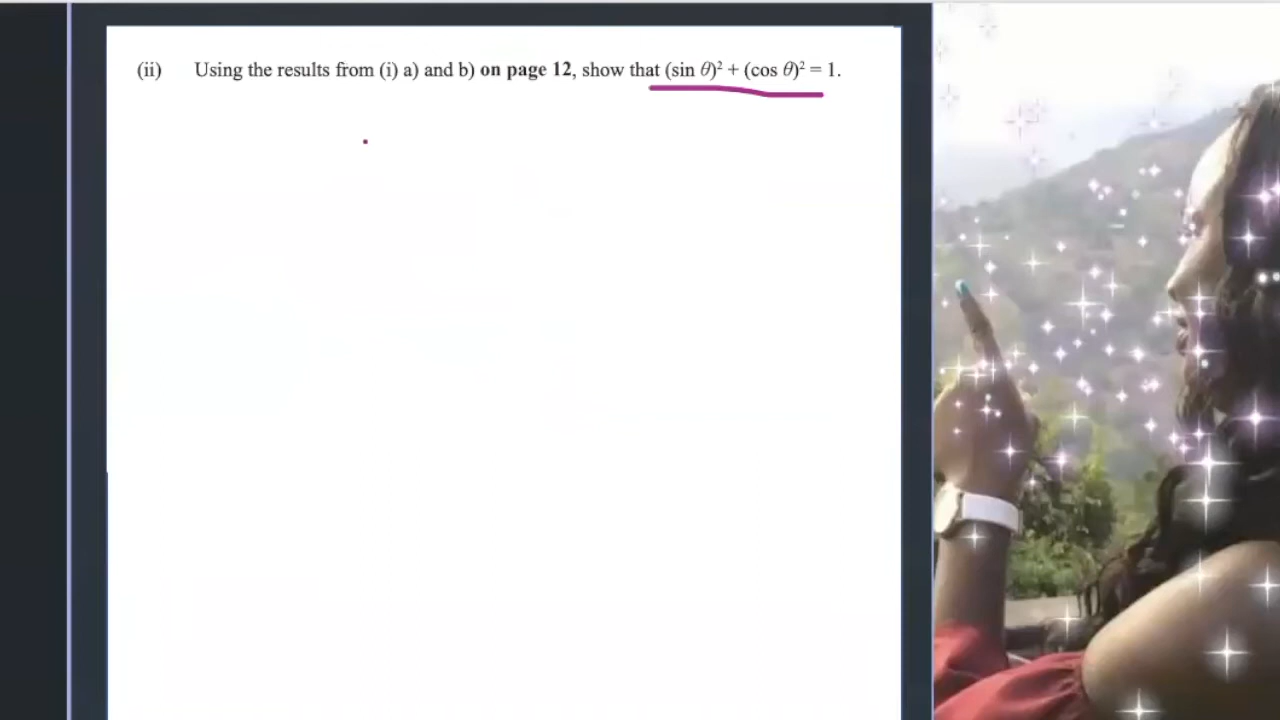 (ii) Using the results from (i) a) and b) on page 12, show that (sin θ)² + (cos θ)² = 1.